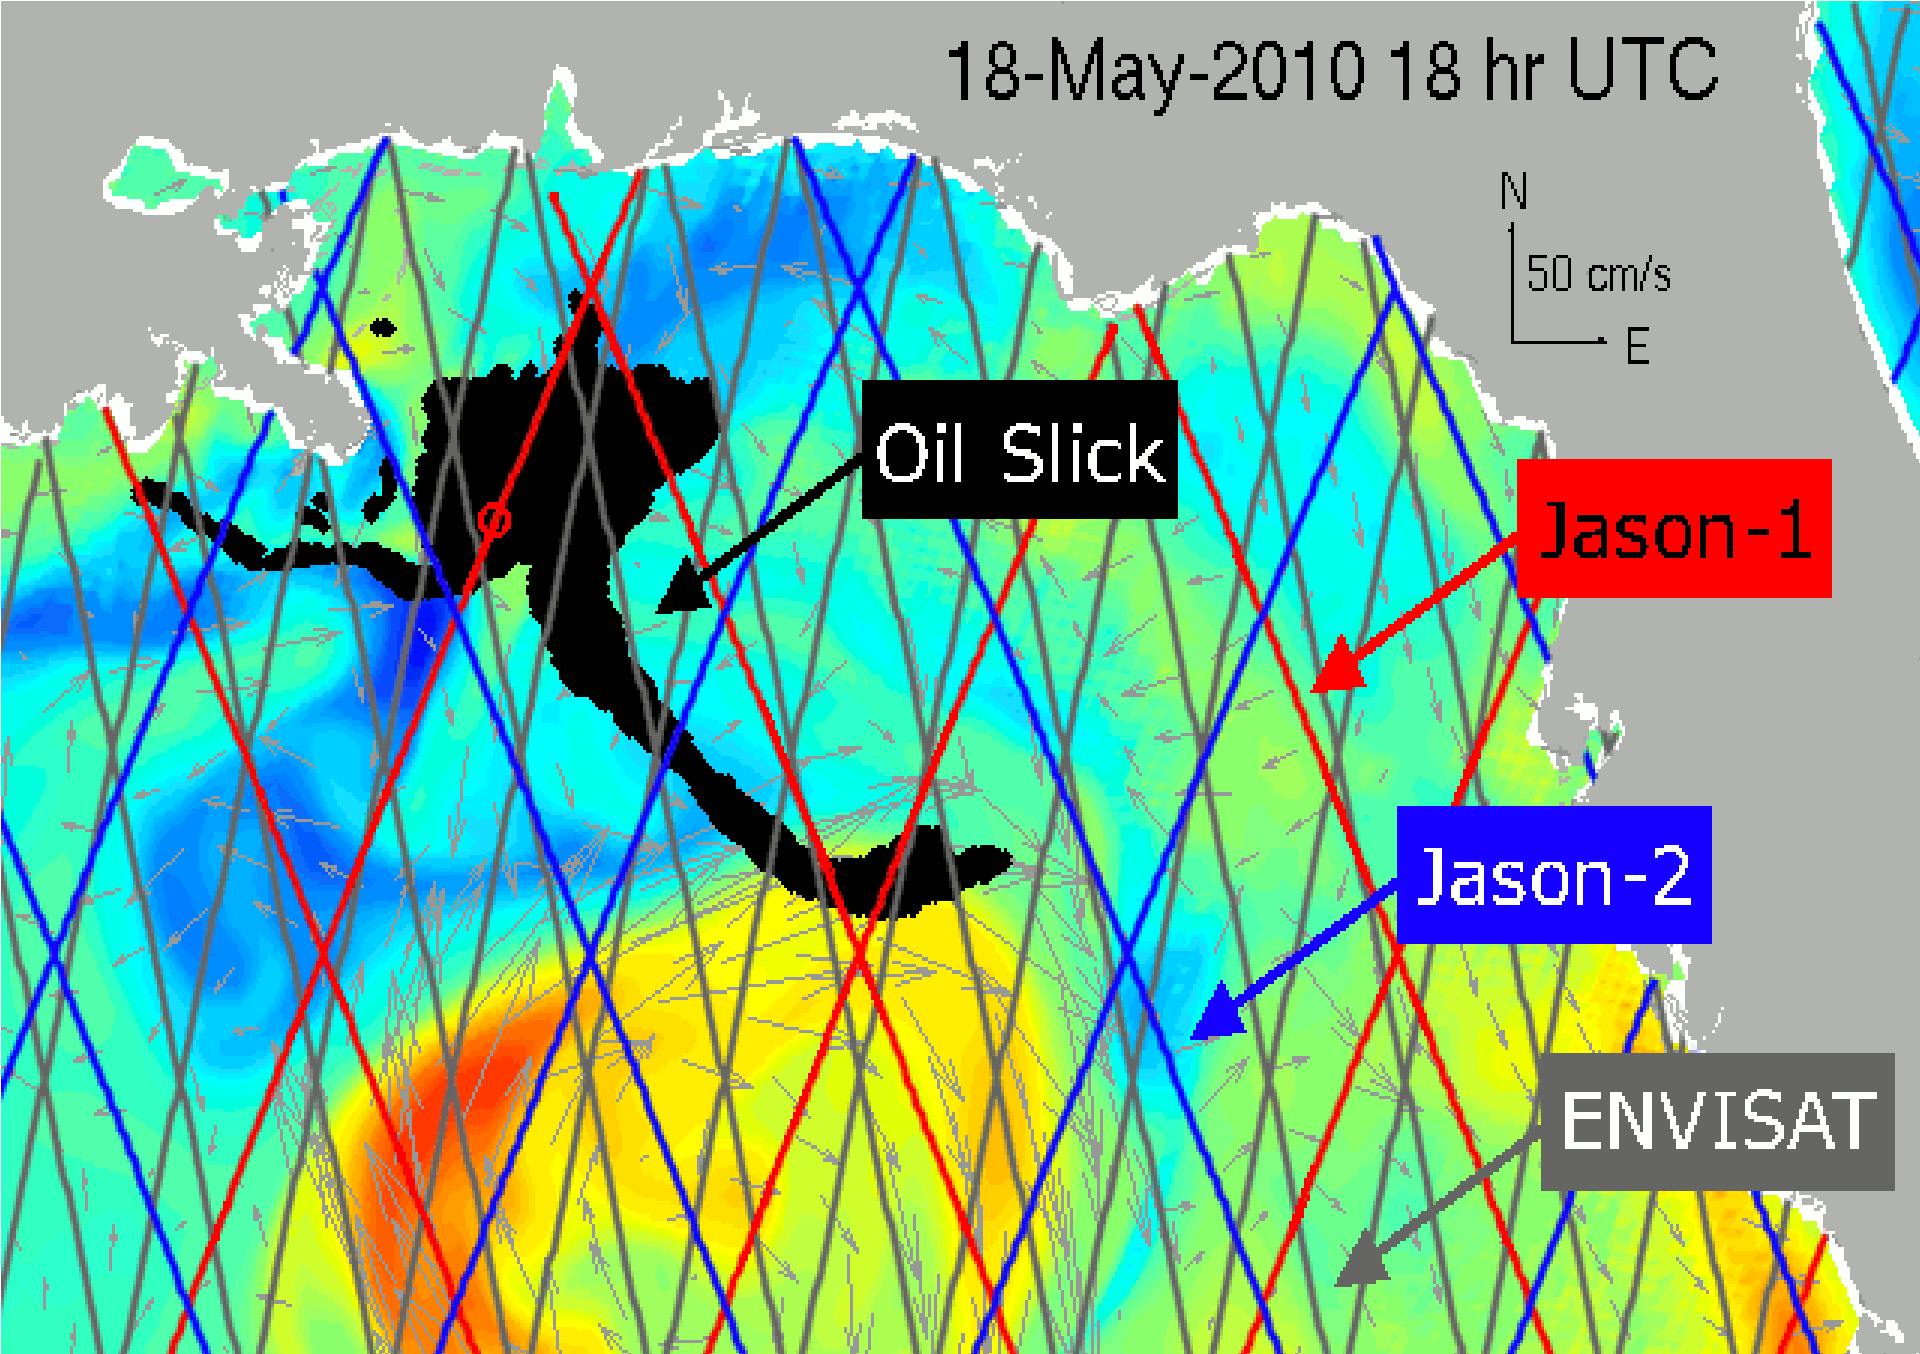 18-May-2010 18 hr UTC
N
50 cm/s
E
Oil Slick
Jason-1
Jason-2
ENVISAT